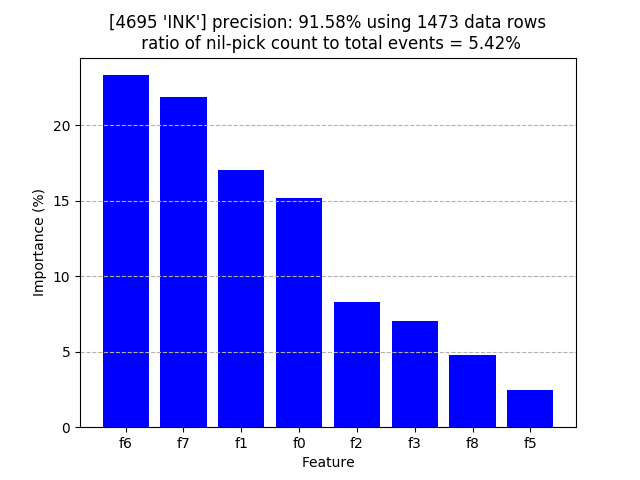 [4695 'INK'] precision: 91.58% using 1473 data rows
ratio of nil-pick count to total events = 5.42%
Importance (%)
20
15
10
5
0
f6 f7 f1 f0 f2 f3 f8 f5
Feature